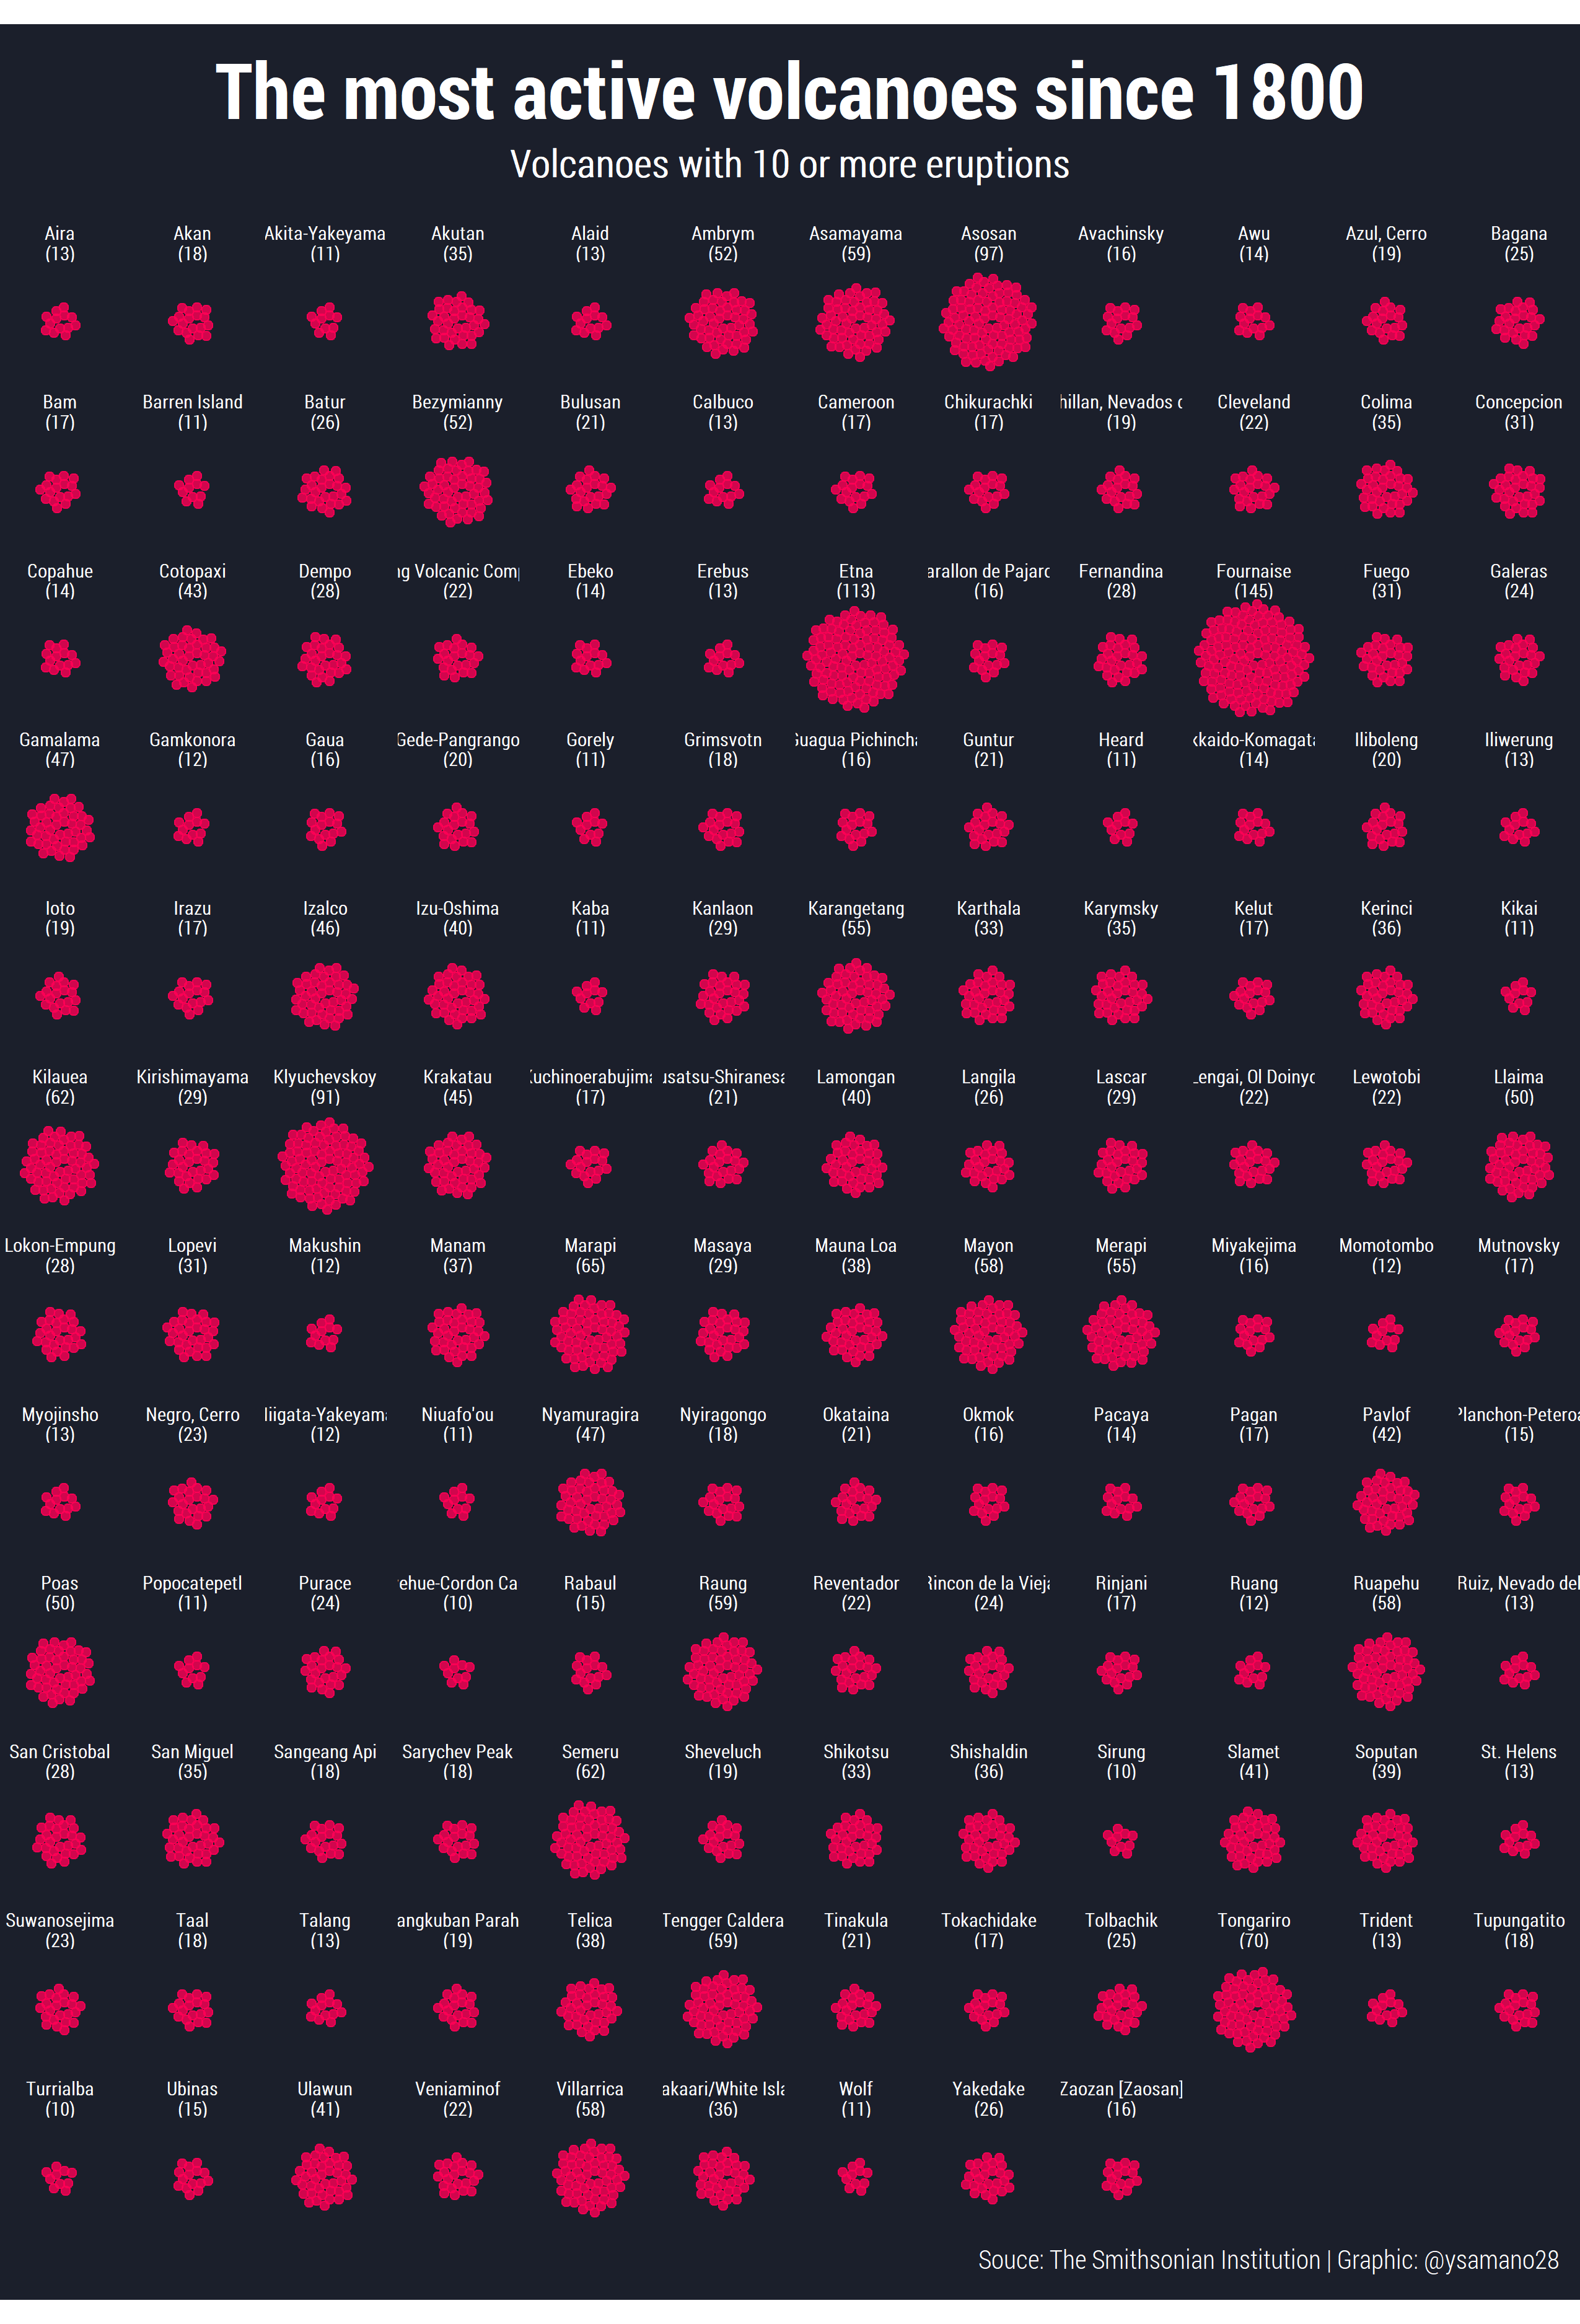 The most active volcanoes since 1800
Volcanoes with 10 or more eruptions
Aira Akan Akita-Yakeyama Akutan Alaid Ambrym Asamayama Asosan Avachinsky Awu Azul, Cerro Bagana
(13) (18) (11) (35) (13) (52) (59) (97) (16) (14) (19) (25)
Bam Barren Island Batur Bezymianny Bulusan Calbuco Cameroon Chikurachki hillan, Nevados d Cleveland Colima Concepcion
(17) (11) (26) (52) (21) (13) (17) (17) (19) (22) (35) (31)
Copahue Cotopaxi Dempo ng Volcanic Comp Ebeko Erebus Etna arallon de Pajaro Fernandina Fournaise Fuego Galeras
(14) (43) (28) (22) (14) (13) (113) (16) (28) (145) (31) (24)
Gamalama Gamkonora Gaua Gede-Pangrango Gorely Grimsvotn Guagua Pichincha Guntur Heard kkaido-Komagata Iliboleng Iliwerung
(47) (12) (16) (20) (11) (18) (16) (21) (11) (14) (20) (13)
Ioto Irazu Izalco Izu-Oshima Kaba Kanlaon Karangetang Karthala Karymsky Kelut Kerinci Kikai
(19) (17) (46) (40) (11) (29) (55) (33) (35) (17) (36) (11)
Kilauea Kirishimayama Klyuchevskoy Krakatau Kuchinoerabujima usatsu-Shiranesa Lamongan Langila Lascar Lengai, Ol Doinyo Lewotobi Llaima
(62) (29) (91) (45) (17) (21) (40) (26) (29) (22) (22) (50)
Lokon-Empung Lopevi Makushin Manam Marapi Masaya Mauna Loa Mayon Merapi Miyakejima Momotombo Mutnovsky
(28) (31) (12) (37) (65) (29) (38) (58) (55) (16) (12) (17)
Myojinsho Negro, Cerro Niigata-Yakeyama Niuafo'ou Nyamuragira Nyiragongo Okataina Okmok Pacaya Pagan Pavlof Planchon-Peteroa
(13) (23) (12) (11) (47) (18) (21) (16) (14) (17) (42) (15)
Poas Popocatepetl Purace ehue-Cordon Ca Rabaul Raung Reventador Rincon de la Vieja Rinjani Ruang Ruapehu Ruiz, Nevado del
(50) (11) (24) (10) (15) (59) (22) (24) (17) (12) (58) (13)
San Cristobal San Miguel Sangeang Api Sarychev Peak Semeru Sheveluch Shikotsu Shishaldin Sirung Slamet Soputan St. Helens
(28) (35) (18) (18) (62) (19) (33) (36) (10) (41) (39) (13)
Suwanosejima Taal Talang angkuban Parah Telica Tengger Caldera Tinakula Tokachidake Tolbachik Tongariro Trident Tupungatito
(23) (18) (13) (19) (38) (59) (21) (17) (25) (70) (13) (18)
Turrialba Ubinas Ulawun Veniaminof Villarrica akaari/White Isla Wolf Yakedake Zaozan [Zaosan]
(10) (15) (41) (22) (58) (36) (11) (26) (16)
Souce: The Smithsonian Institution | Graphic: @ysamano28